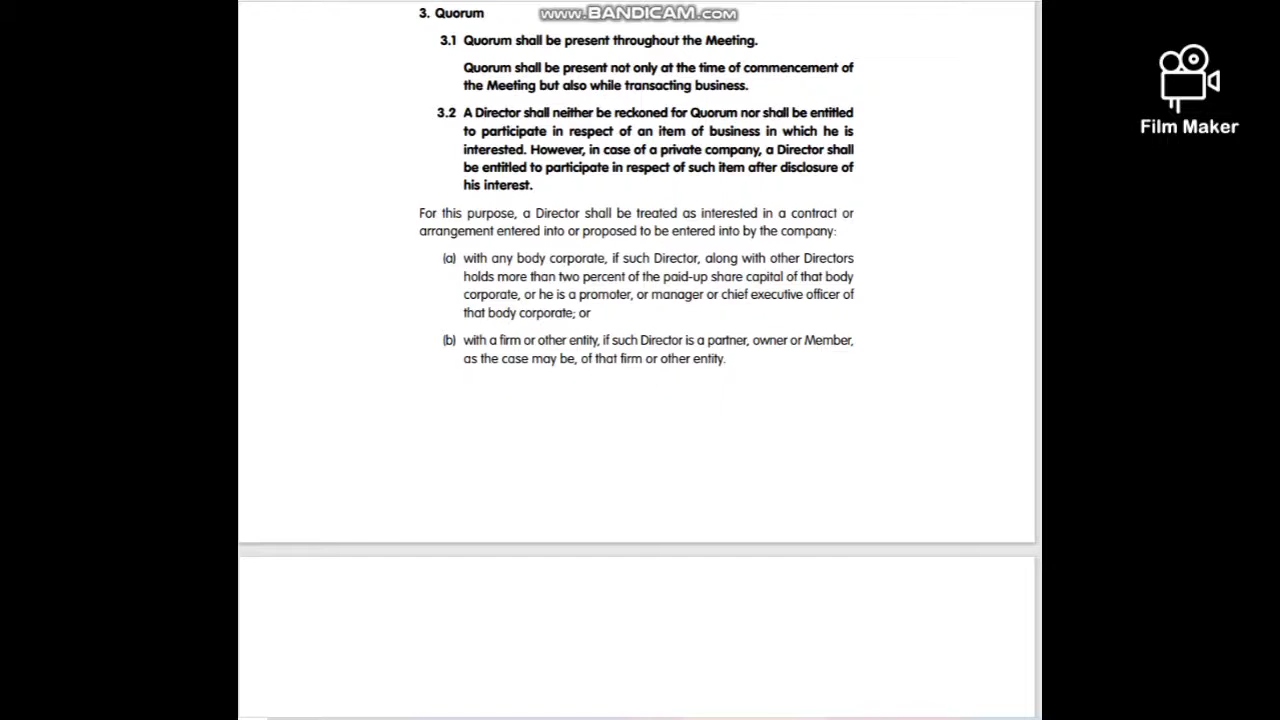 3. Quorum
www.BANDICAM.com
3.1 Quorum shall be present throughout the Meeting.
Quorum shall be present not only at the time of commencement of
the Meeting but also while transacting business.
3.2 A Director shall neither be reckoned for Quorum nor shall be entitled
to participate in respect of an item of business in which he is
interested. However, in case of a private company, a Director shall
be entitled to participate in respect of such item after disclosure of
his interest.
For this purpose, a Director shall be treated as interested in a contract or
arrangement entered into or proposed to be entered into by the company:
(a) with any body corporate, if such Director, along with other Directors
holds more than two percent of the paid-up share capital of that body
corporate, or he is a promoter, or manager or chief executive officer of
that body corporate; or
(b) with a firm or other entity, if such Director is a partner, owner or Member,
as the case may be, of that firm or other entity.
Film Maker